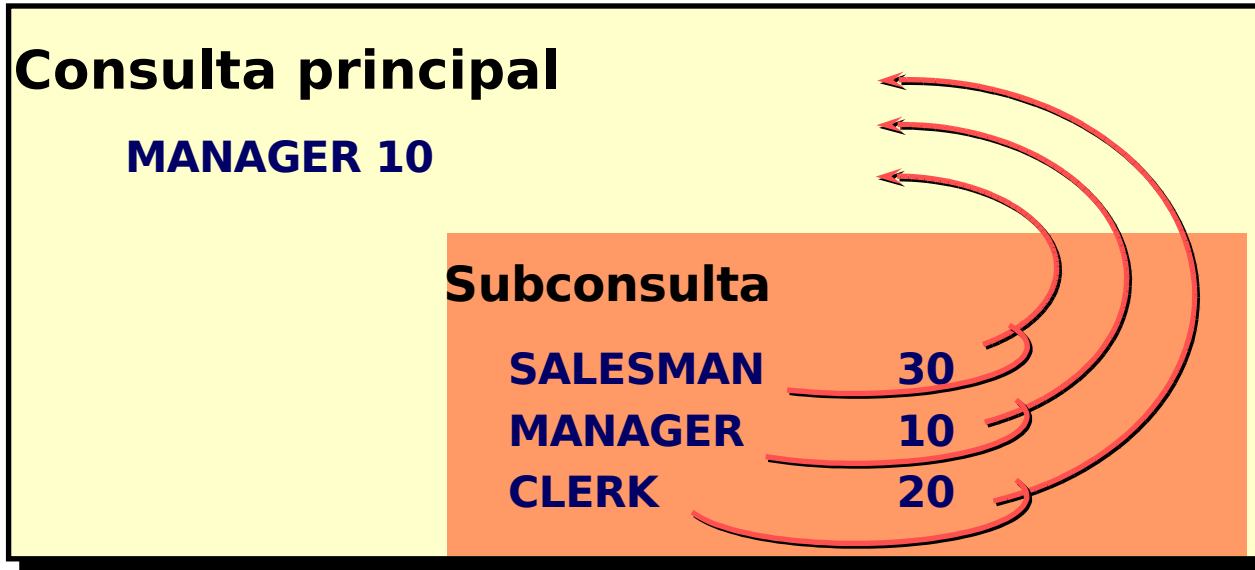 Consulta principal
MANAGER 10
Subconsulta
SALESMAN 30
MANAGER 10
CLERK 20